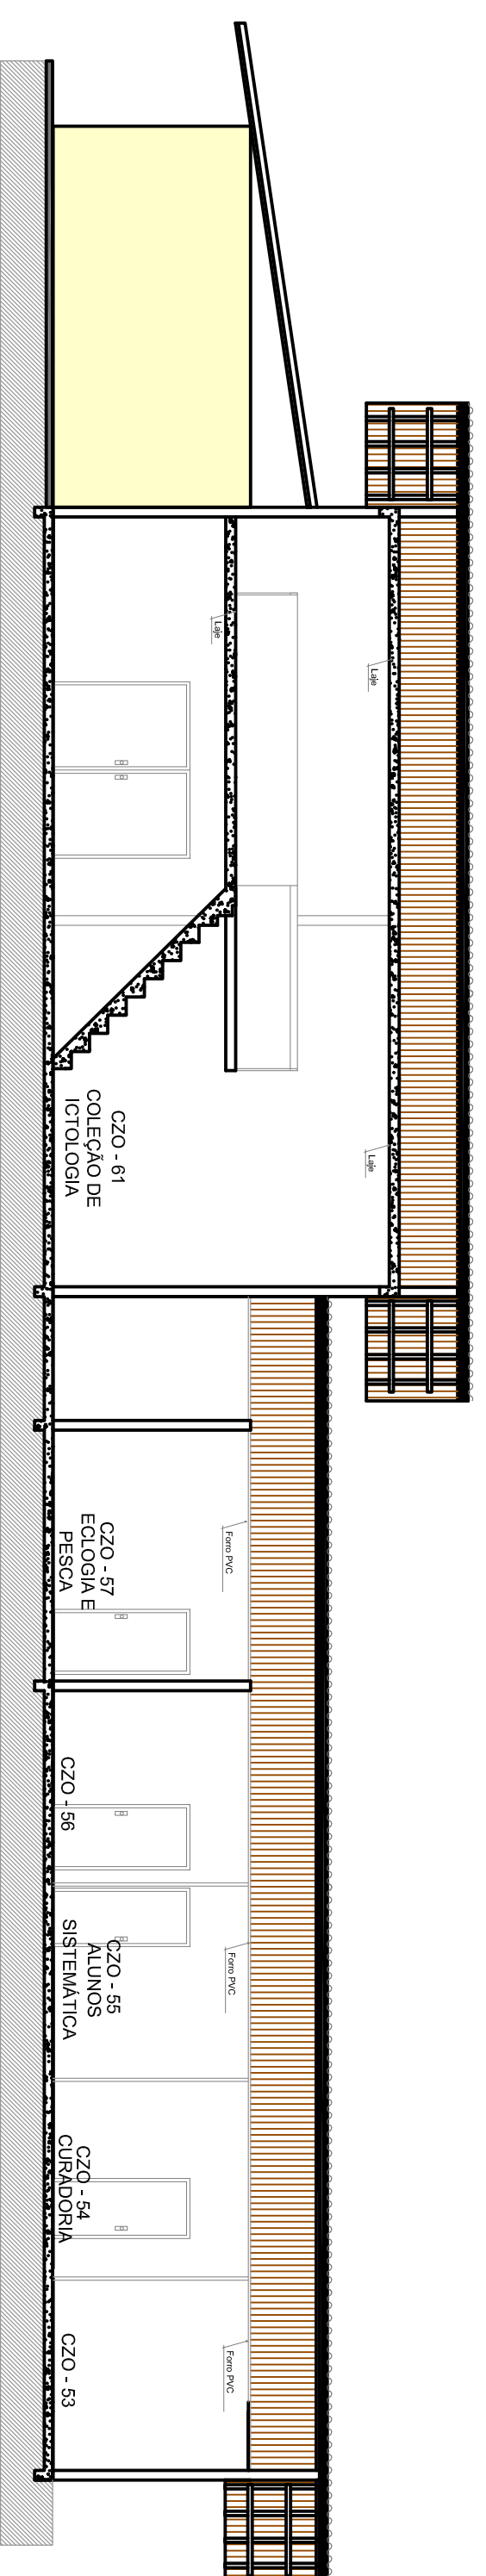 Laje
Laje
Laje
CZO - 61
COLEÇÃO DE
ICTOLOGIA
Forro PVC
CZO - 57
ECLOGIA E
PESCA
CZO - 56
Forro PVC
CZO - 55
ALUNOS
SISTEMÁTICA
CZO - 54
CURADORIA
Forro PVC
CZO - 53